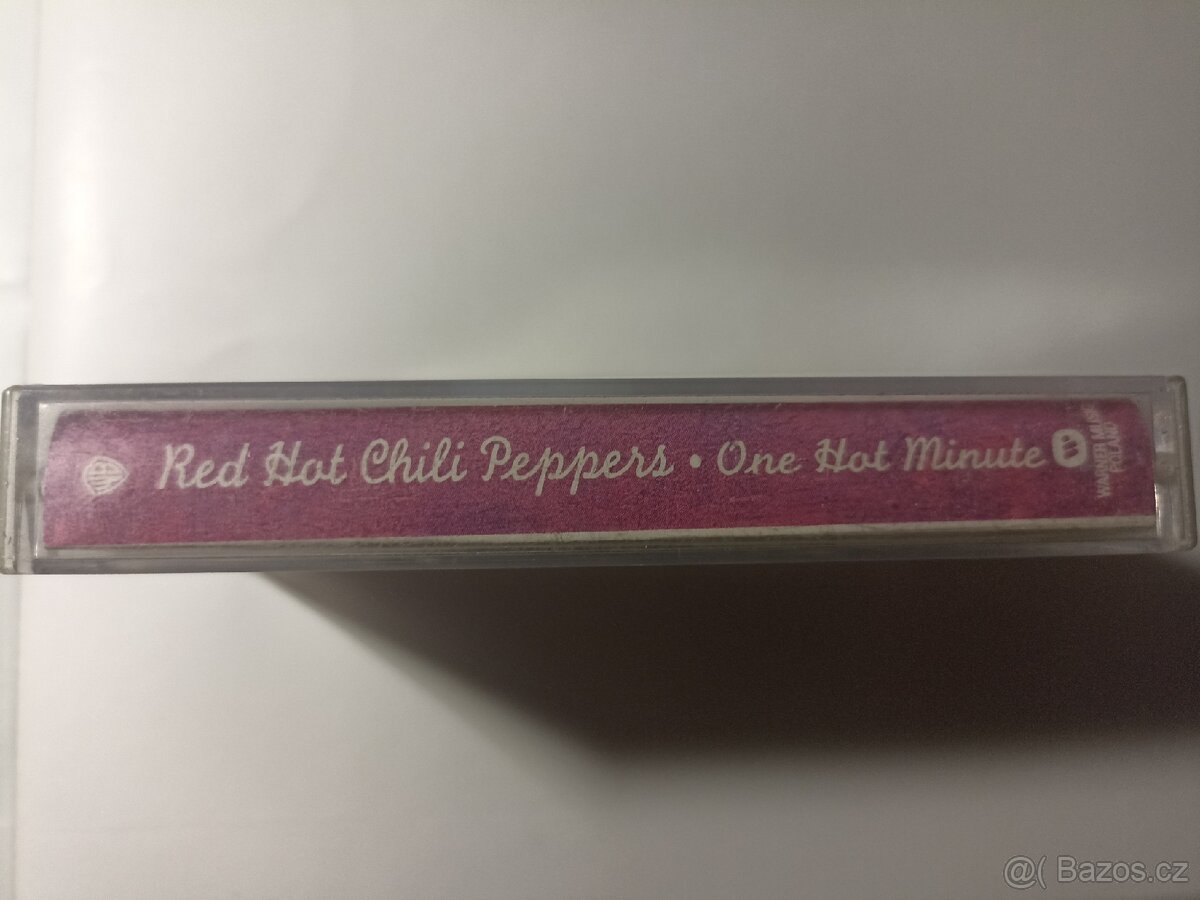 Red Hot Chili Peppers • One Hot Minute
WARNER MUSIC
POLAND
@( Bazos.cz